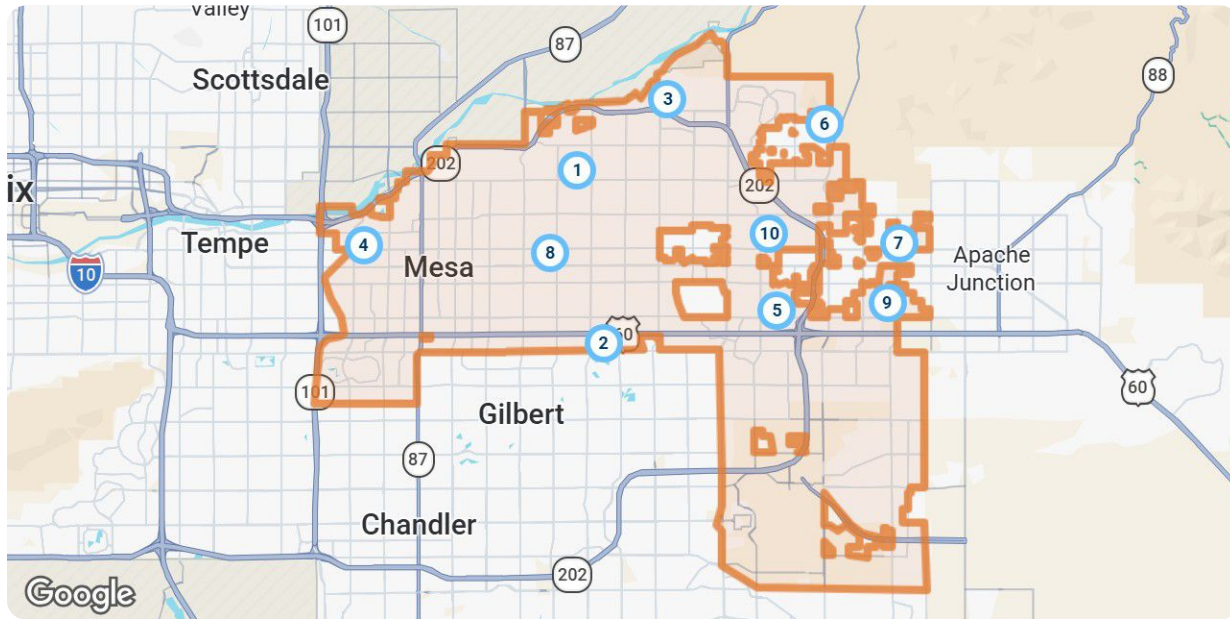 Valley
101
87
Scottsdale
88
3
6
202
1
202
ix
Tempe
4
10
7
10
8
Mesa
Apache
Junction
9
5
60
2
60
101
Gilbert
87
Chandler
202
Google